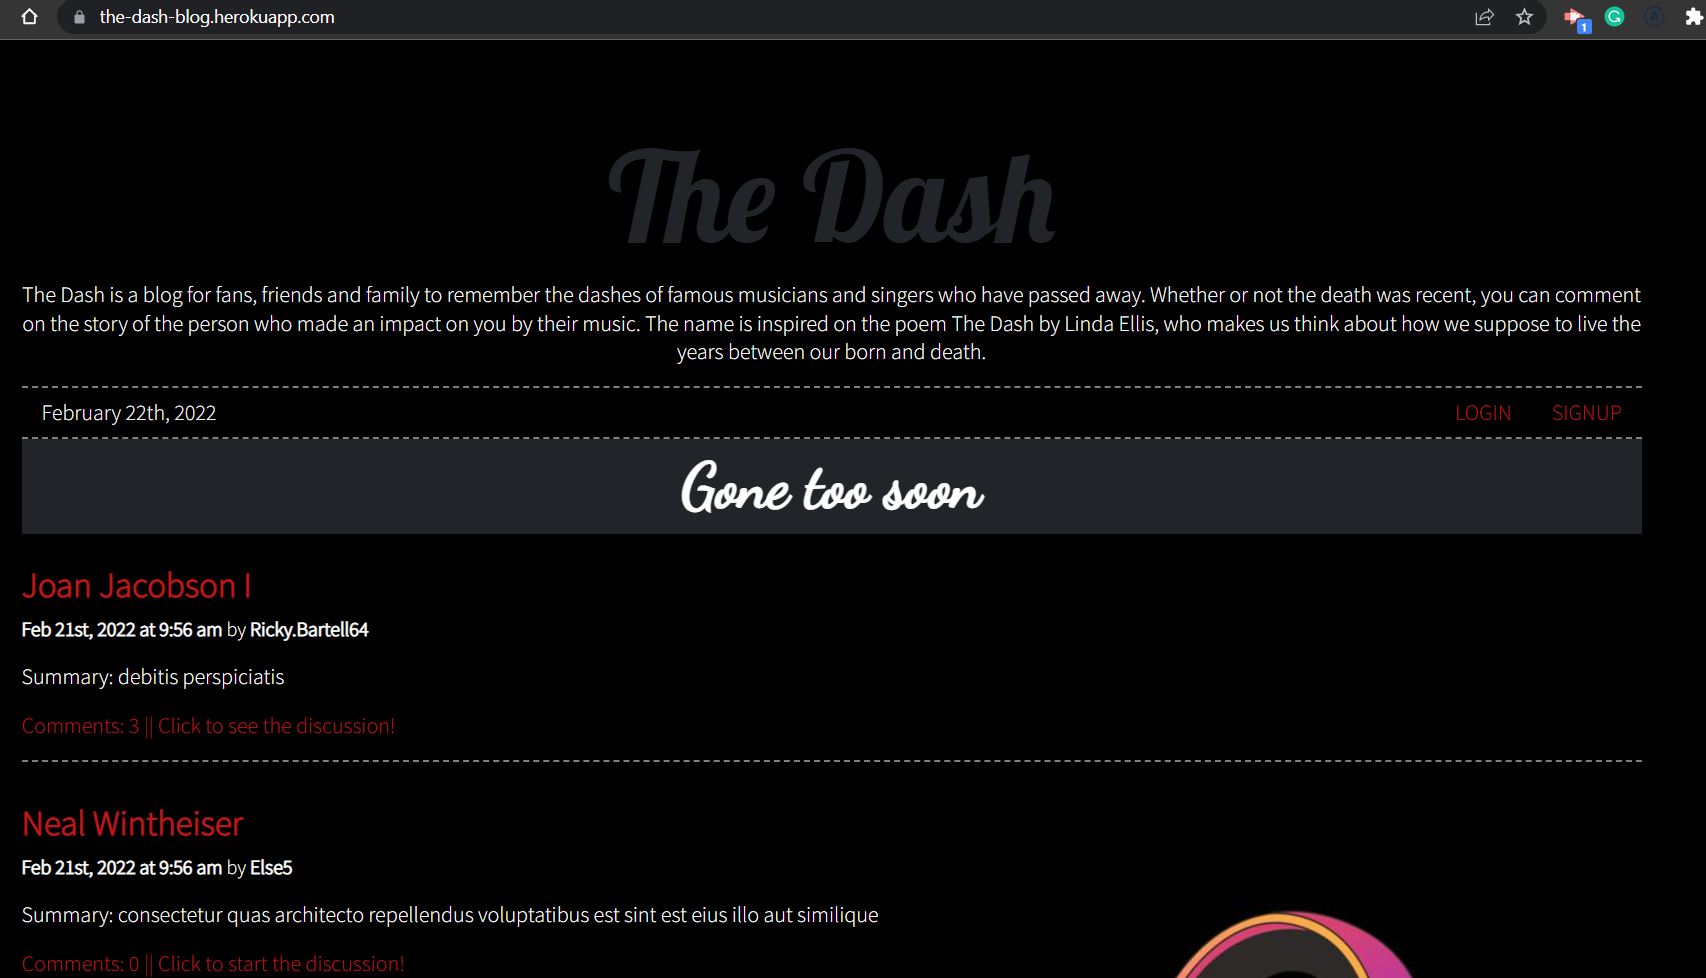 the-dash-blog.herokuapp.com
1
The Dash
The Dash is a blog for fans, friends and family to remember the dashes of famous musicians and singers who have passed away. Whether or not the death was recent, you can comment
on the story of the person who made an impact on you by their music. The name is inspired on the poem The Dash by Linda Ellis, who makes us think about how we suppose to live the
years between our born and death.
February 22th, 2022 LOGIN SIGNUP
Gone too soon
Joan Jacobson I
Feb 21st, 2022 at 9:56 am by Ricky.Bartell64
Summary: debitis perspiciatis
Comments: 3 || Click to see the discussion!
Neal Wintheiser
Feb 21st, 2022 at 9:56 am by Else5
Summary: consectetur quas architecto repellendus voluptatibus est sint est eius illo aut similique
Comments: 0 || Click to start the discussion!